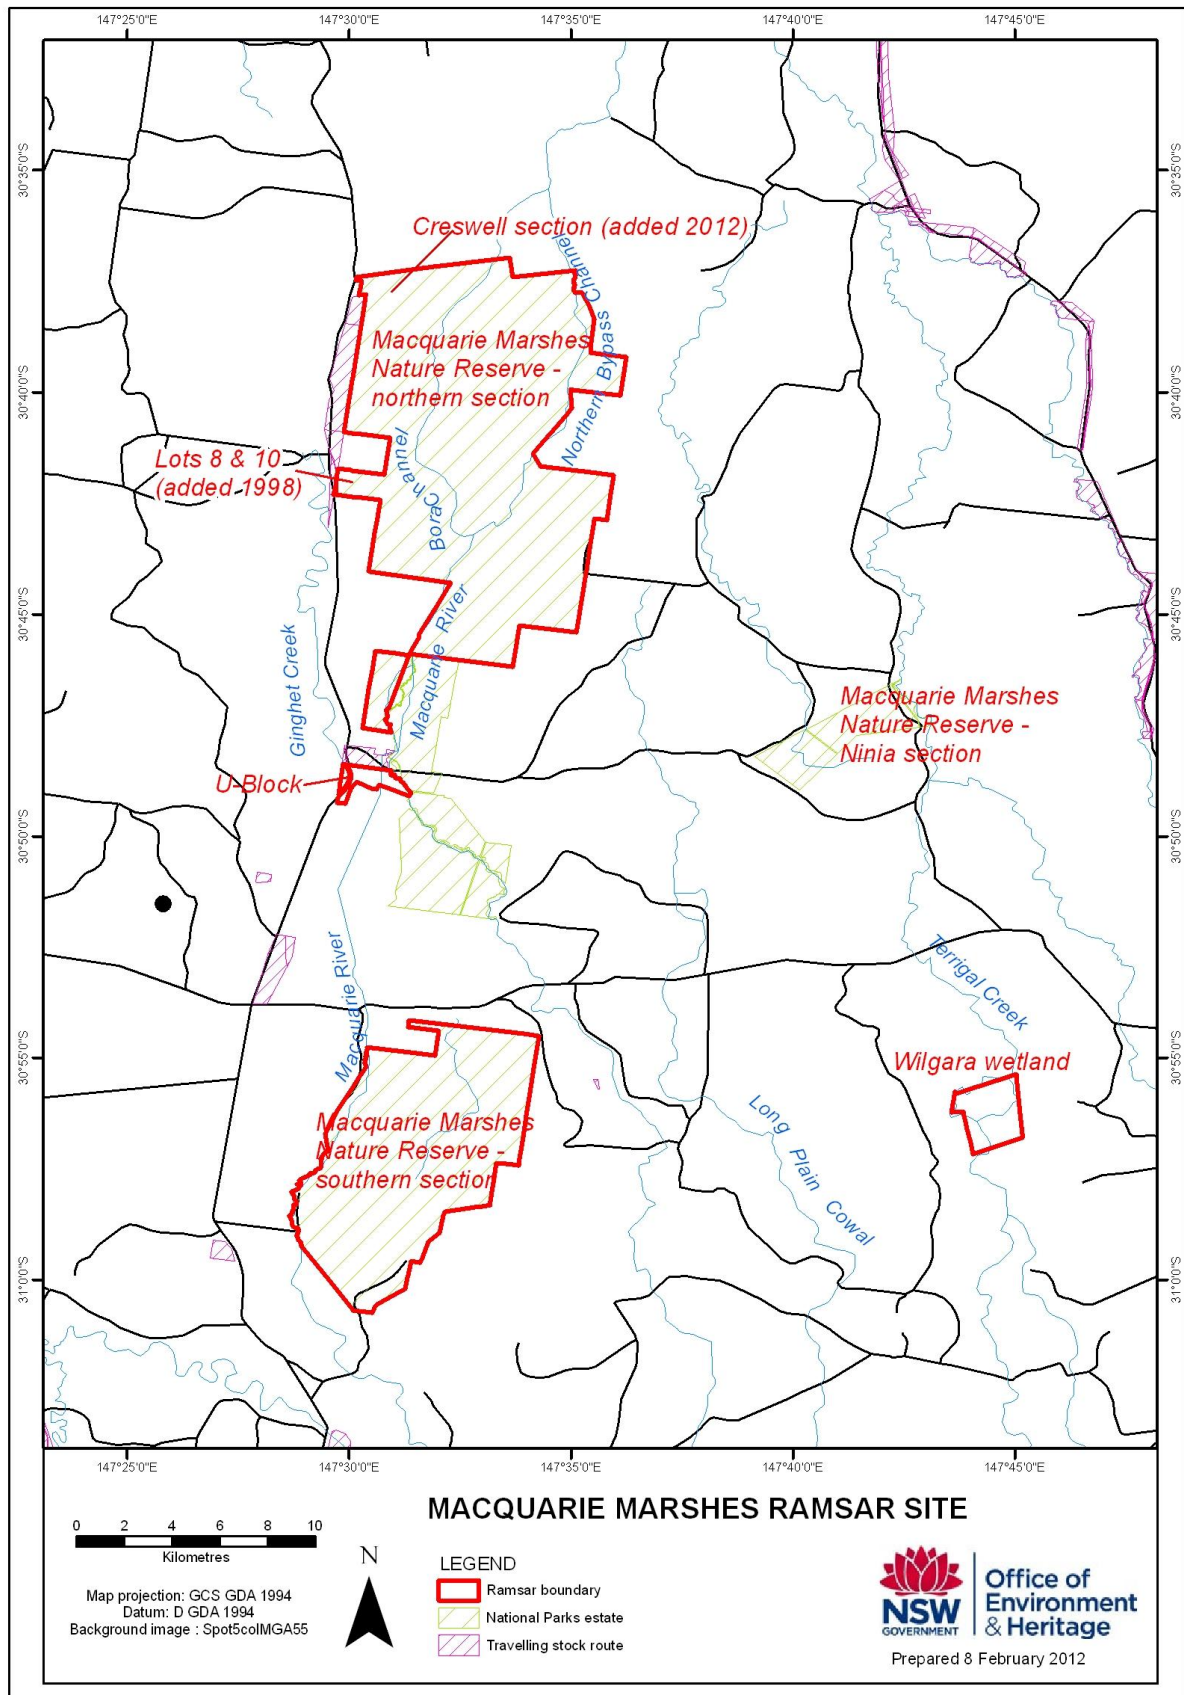 147°25'0"E
147°30'0"E
147°35'0"E
147°40'0"E
147°45'0"E
30°35'0"S
30°35'0"S
Creswell section (added 2012)
Northern Bypass Channel
Macquarie Marshes
Nature Reserve -
northern section
30°40'0"S
30°40'0"S
Lots 8 & 10
(added 1998)
Bora Channel
30°45'0"S
30°45'0"S
Ginghet Creek
Macquarie River
Macquarie Marshes
Nature Reserve -
Ninia section
U-Block
30°50'0"S
30°50'0"S
Macquarie River
Terrigal Creek
30°55'0"S
30°55'0"S
Wilgara wetland
Macquarie Marshes
Nature Reserve -
southern section
Long Plain Cowal
31°0'0"S
31°0'0"S
147°25'0"E
147°30'0"E
147°35'0"E
147°40'0"E
147°45'0"E
MACQUARIE MARSHES RAMSAR SITE
0 2 4 6 8 10
Kilometres
N
Map projection: GCS GDA 1994
Datum: D GDA 1994
Background image : Spot5colMGA55
LEGEND
Ramsar boundary
National Parks estate
Travelling stock route
NSW
GOVERNMENT
Office of
Environment
& Heritage
Prepared 8 February 2012